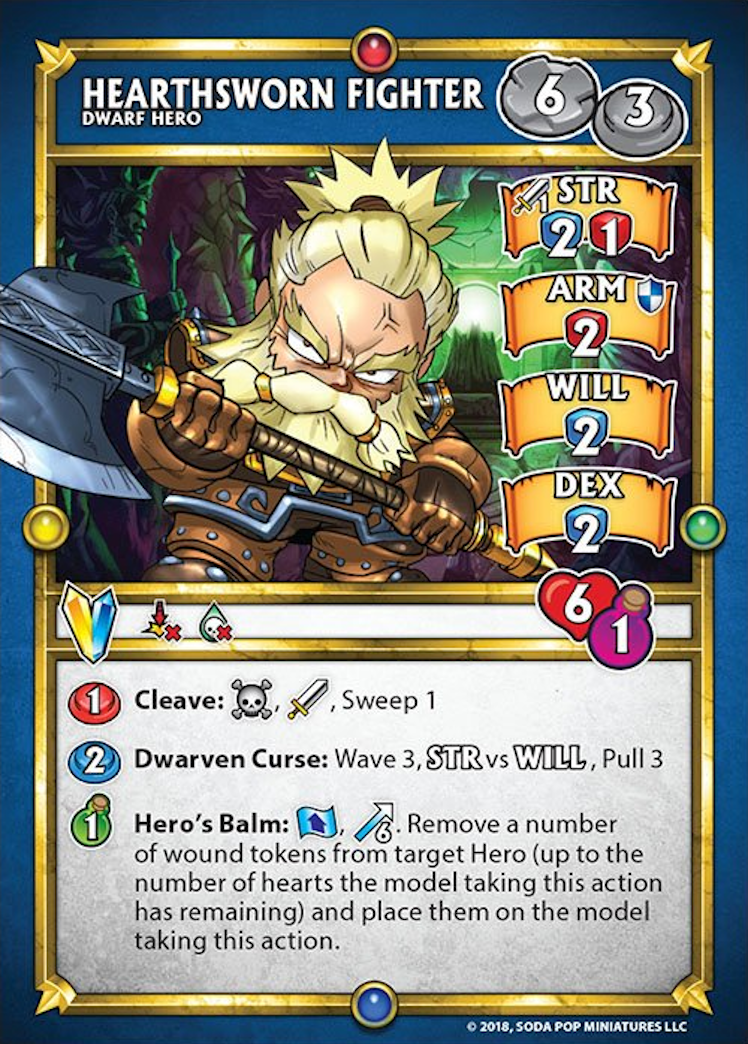 HEARTHSWORN FIGHTER 6 3
DWARF HERO
STR
2 1
ARM
2
WILL
2
DEX
2
6 1
1 Cleave: , , Sweep 1
2 Dwarven Curse: Wave 3, STR vs WILL, Pull 3
1 Hero's Balm: , 6. Remove a number
of wound tokens from target Hero (up to the
number of hearts the model taking this action
has remaining) and place them on the model
taking this action.
© 2018, SODA POP MINIATURES LLC